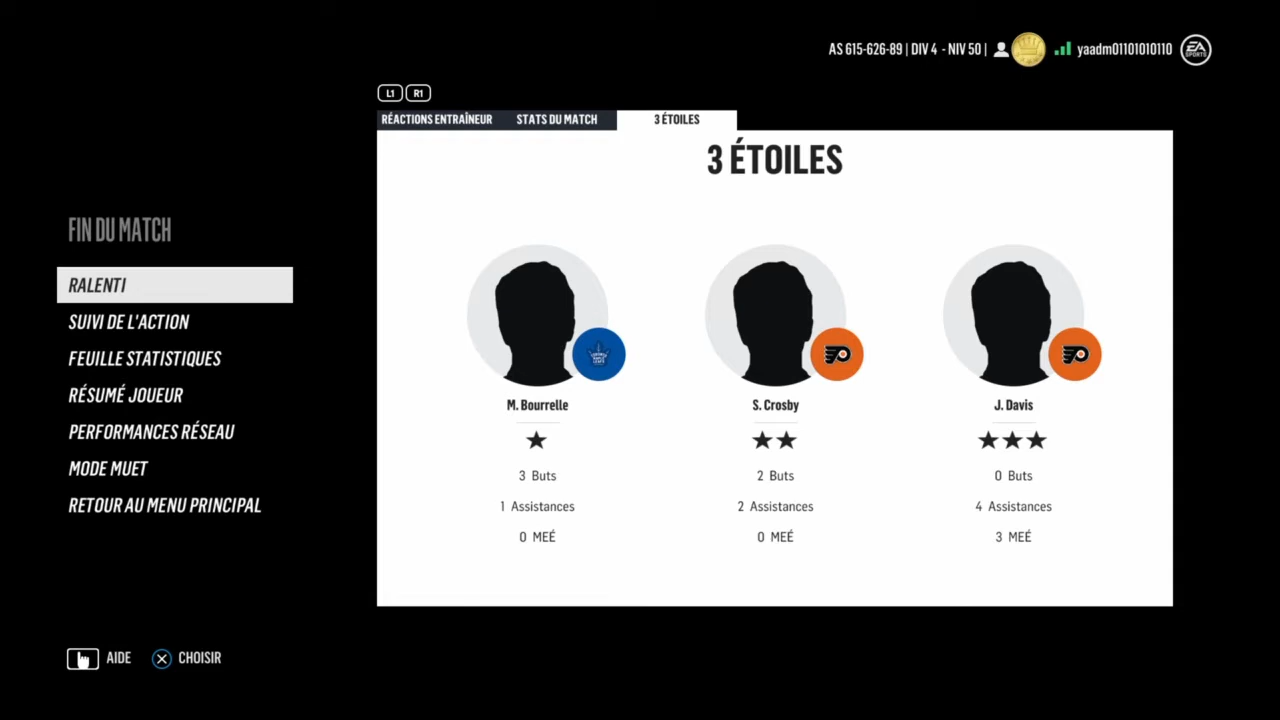 AS 615-626-89 | DIV 4 - NIV 50 |
yaadm01101010110
EA SPORTS
L1 R1
RÉACTIONS ENTRAÎNEUR STATS DU MATCH 3 ÉTOILES
3 ÉTOILES
FIN DU MATCH
RALENTI
SUIVI DE L'ACTION
FEUILLE STATISTIQUES
RÉSUMÉ JOUEUR
PERFORMANCES RÉSEAU
MODE MUET
RETOUR AU MENU PRINCIPAL
M. Bourrelle
3 Buts
1 Assistances
0 MEÉ
S. Crosby
2 Buts
2 Assistances
0 MEÉ
J. Davis
0 Buts
4 Assistances
3 MEÉ
AIDE CHOISIR